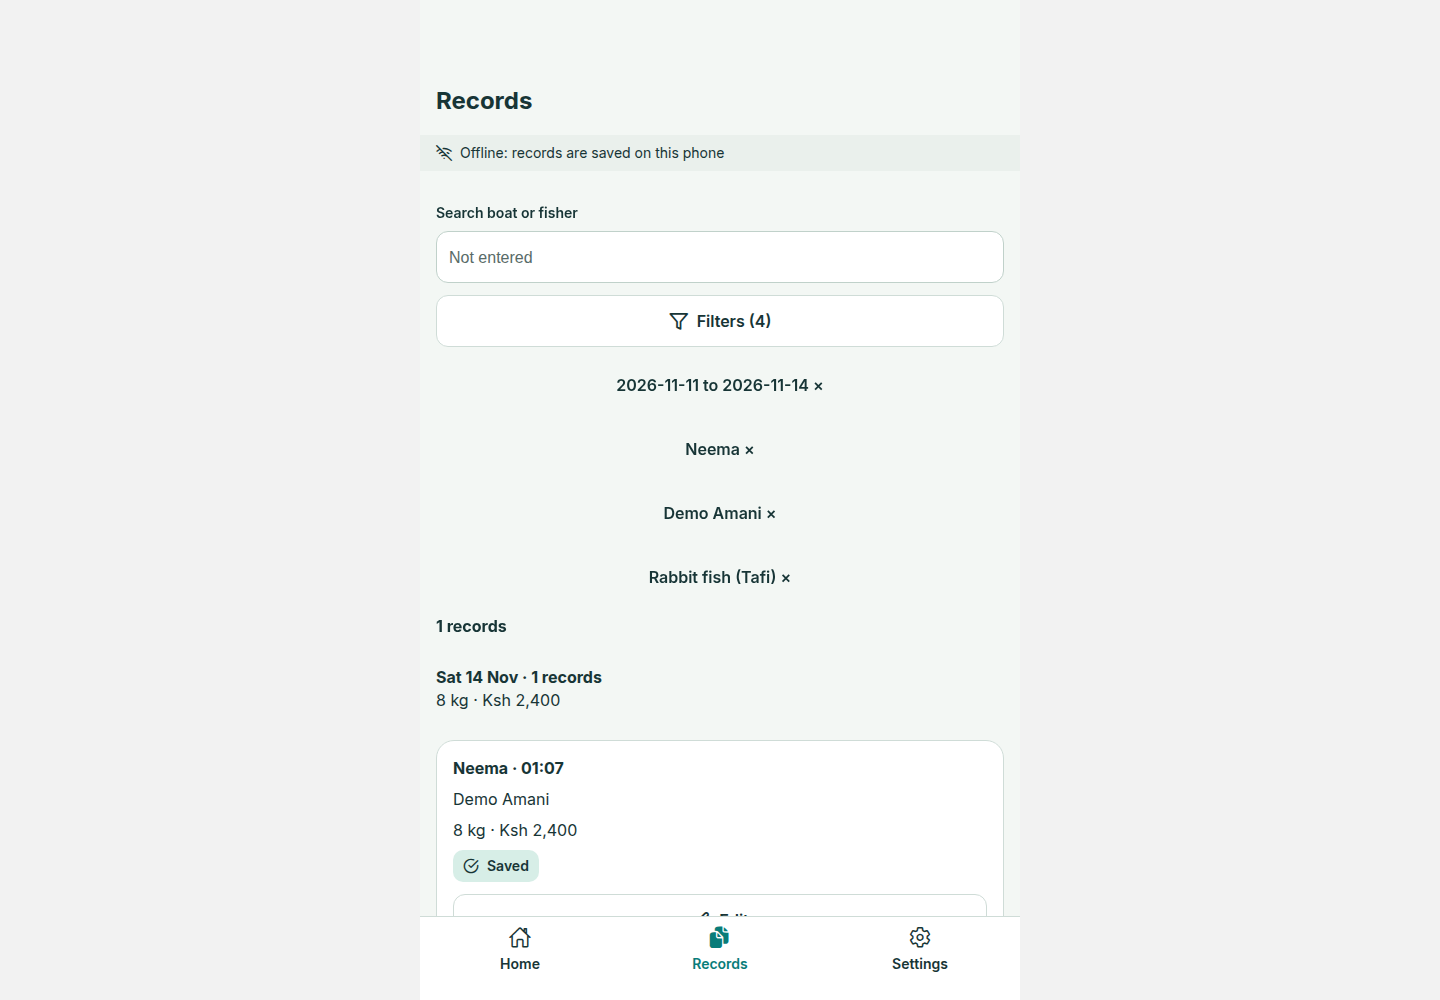 Records
Offline: records are saved on this phone
Search boat or fisher
Not entered
Filters (4)
2026-11-11 to 2026-11-14 ×
Neema ×
Demo Amani ×
Rabbit fish (Tafi) ×
1 records
Sat 14 Nov · 1 records
8 kg · Ksh 2,400
Neema · 01:07
Demo Amani
8 kg · Ksh 2,400
Saved
Edit
Home
Records
Settings